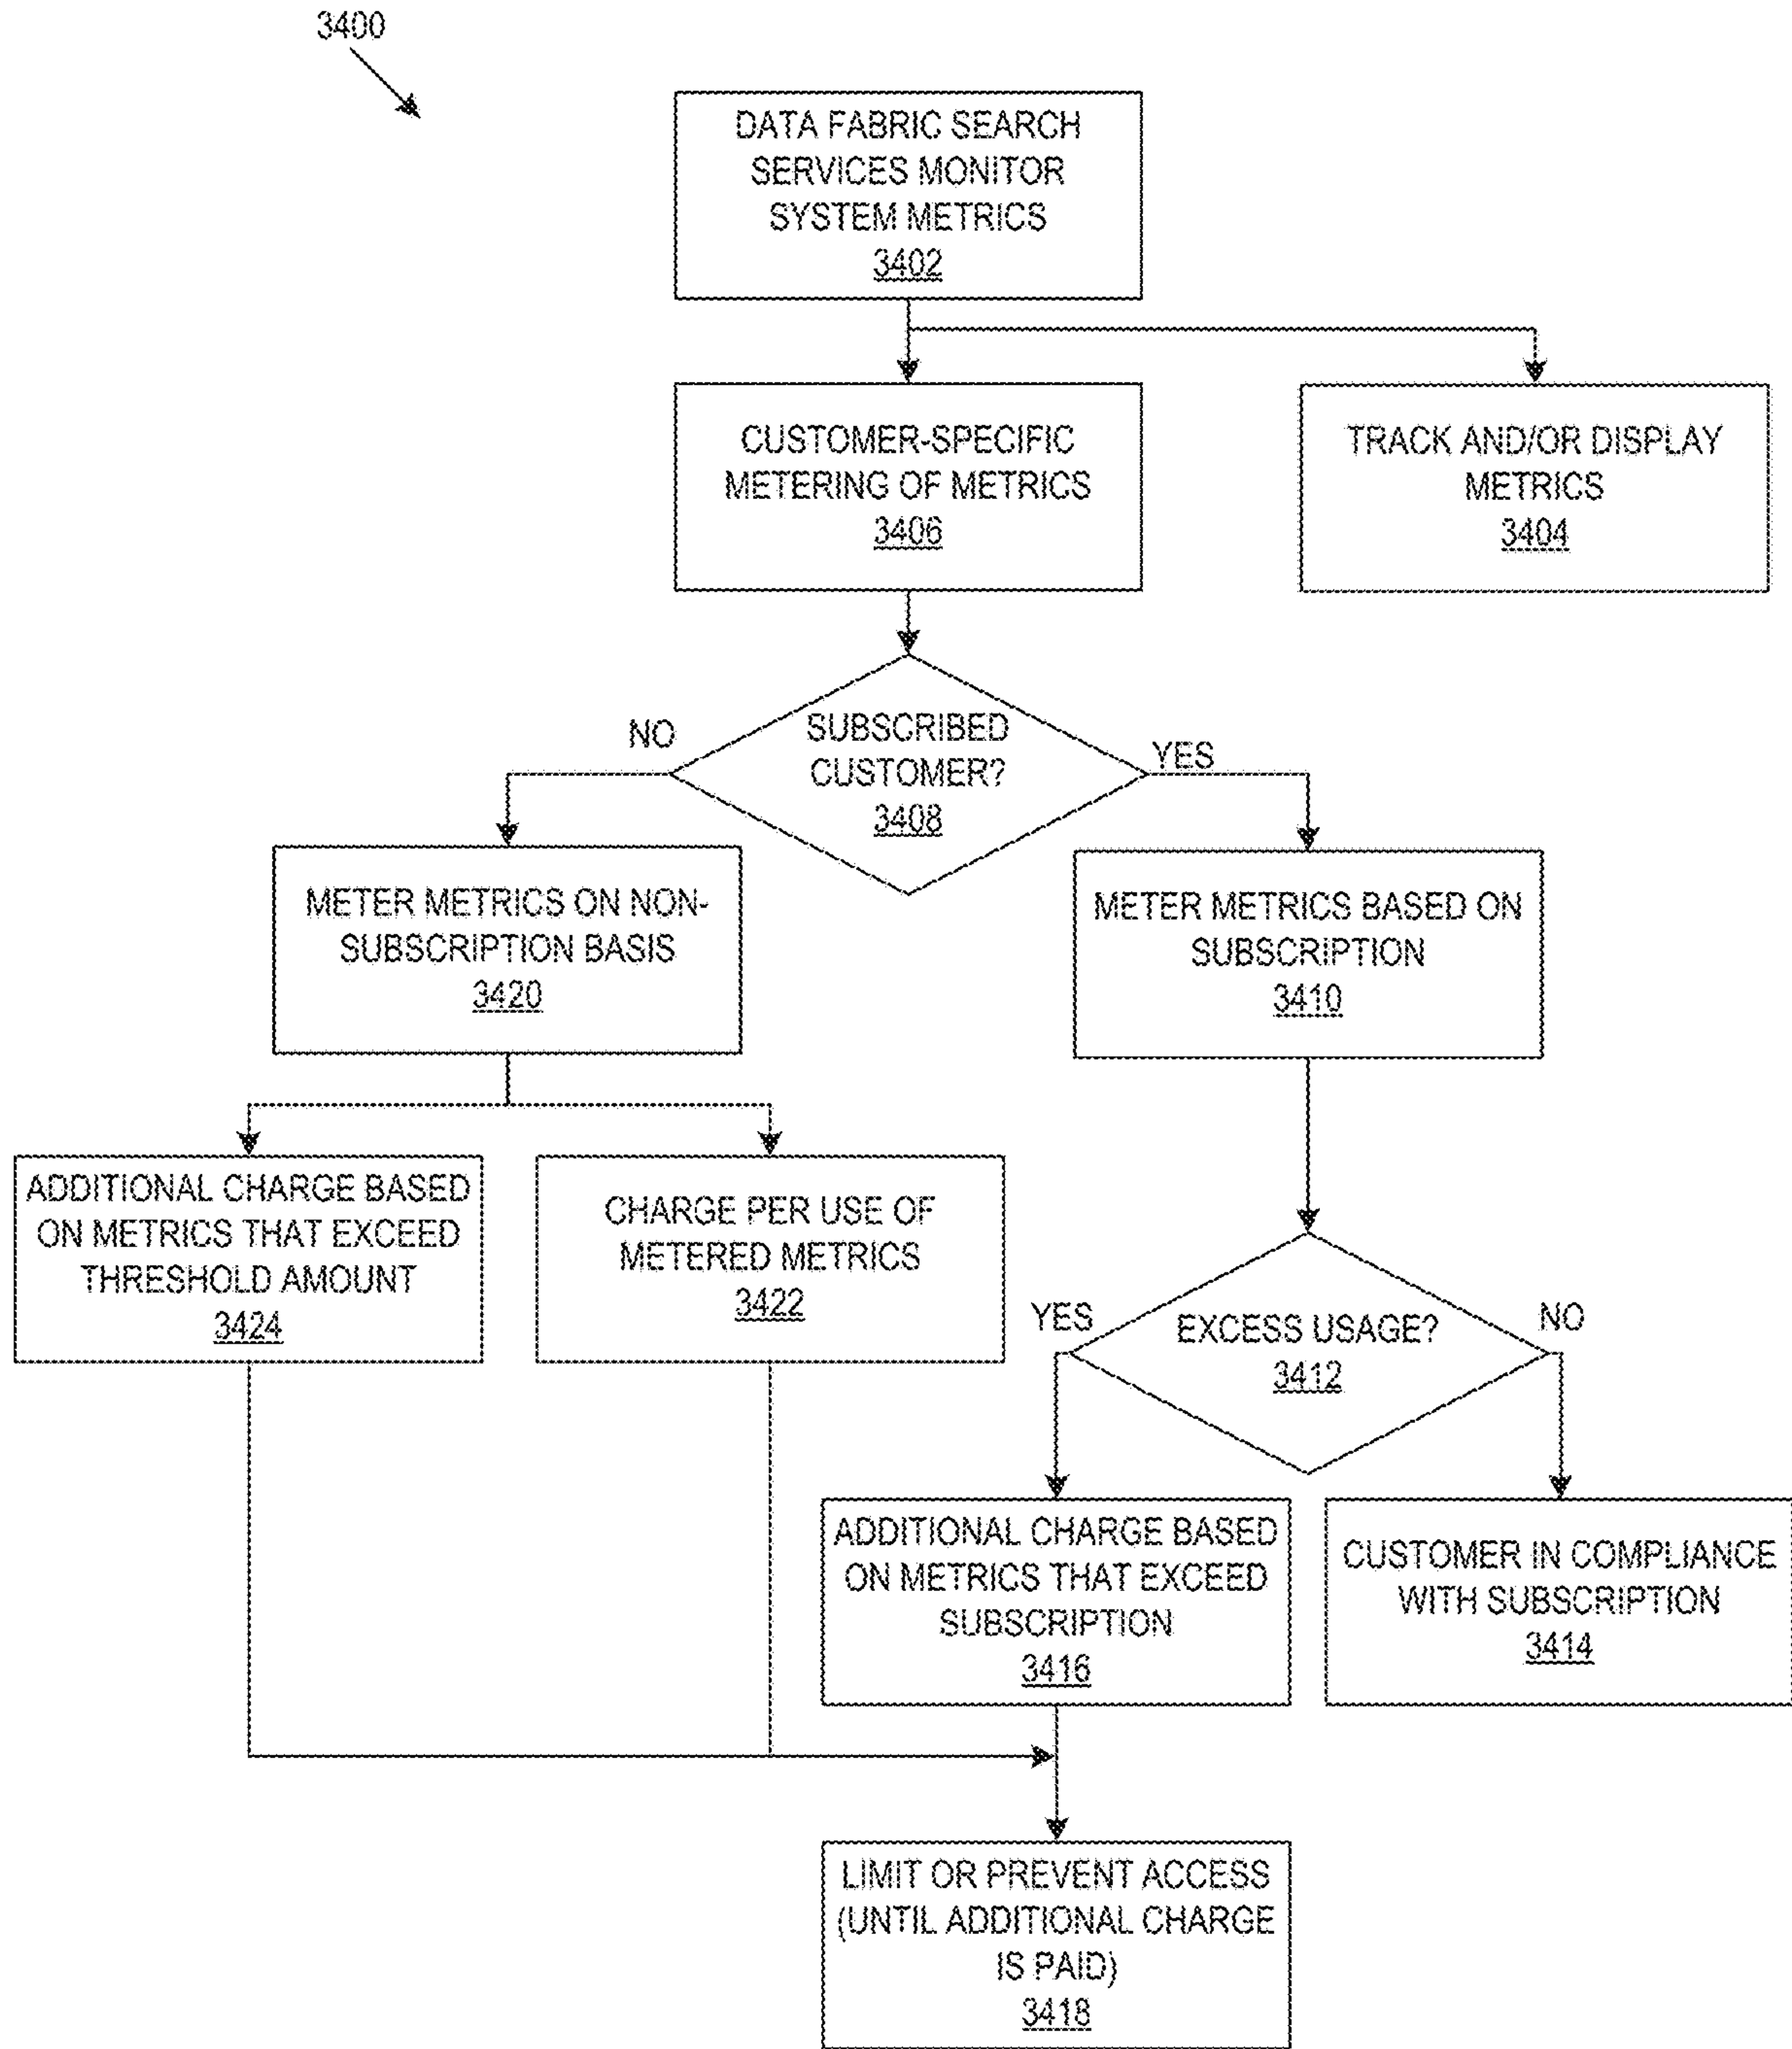 3400
DATA FABRIC SEARCH
SERVICES MONITOR
SYSTEM METRICS
3402
CUSTOMER-SPECIFIC
METERING OF METRICS
3406
TRACK AND/OR DISPLAY
METRICS
3404
SUBSCRIBED
CUSTOMER?
3408
NO
YES
METER METRICS ON NON-
SUBSCRIPTION BASIS
3420
METER METRICS BASED ON
SUBSCRIPTION
3410
ADDITIONAL CHARGE BASED
ON METRICS THAT EXCEED
THRESHOLD AMOUNT
3424
CHARGE PER USE OF
METERED METRICS
3422
YES
EXCESS USAGE?
3412
NO
ADDITIONAL CHARGE BASED
ON METRICS THAT EXCEED
SUBSCRIPTION
3416
CUSTOMER IN COMPLIANCE
WITH SUBSCRIPTION
3414
LIMIT OR PREVENT ACCESS
(UNTIL ADDITIONAL CHARGE
IS PAID)
3418